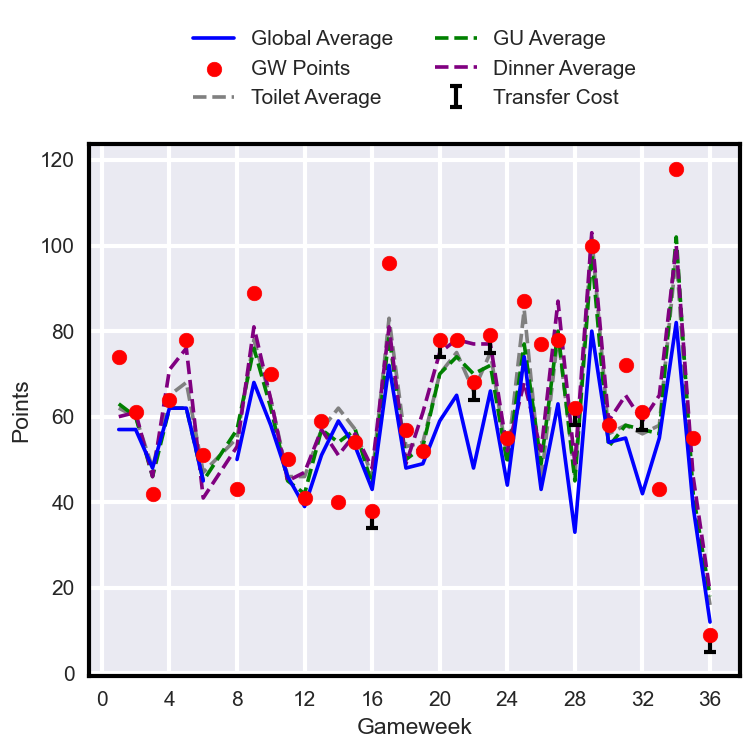 Global Average
GW Points
Toilet Average
GU Average
Dinner Average
Transfer Cost
120
100
80
60
40
20
0
Points
0 4 8 12 16 20 24 28 32 36
Gameweek